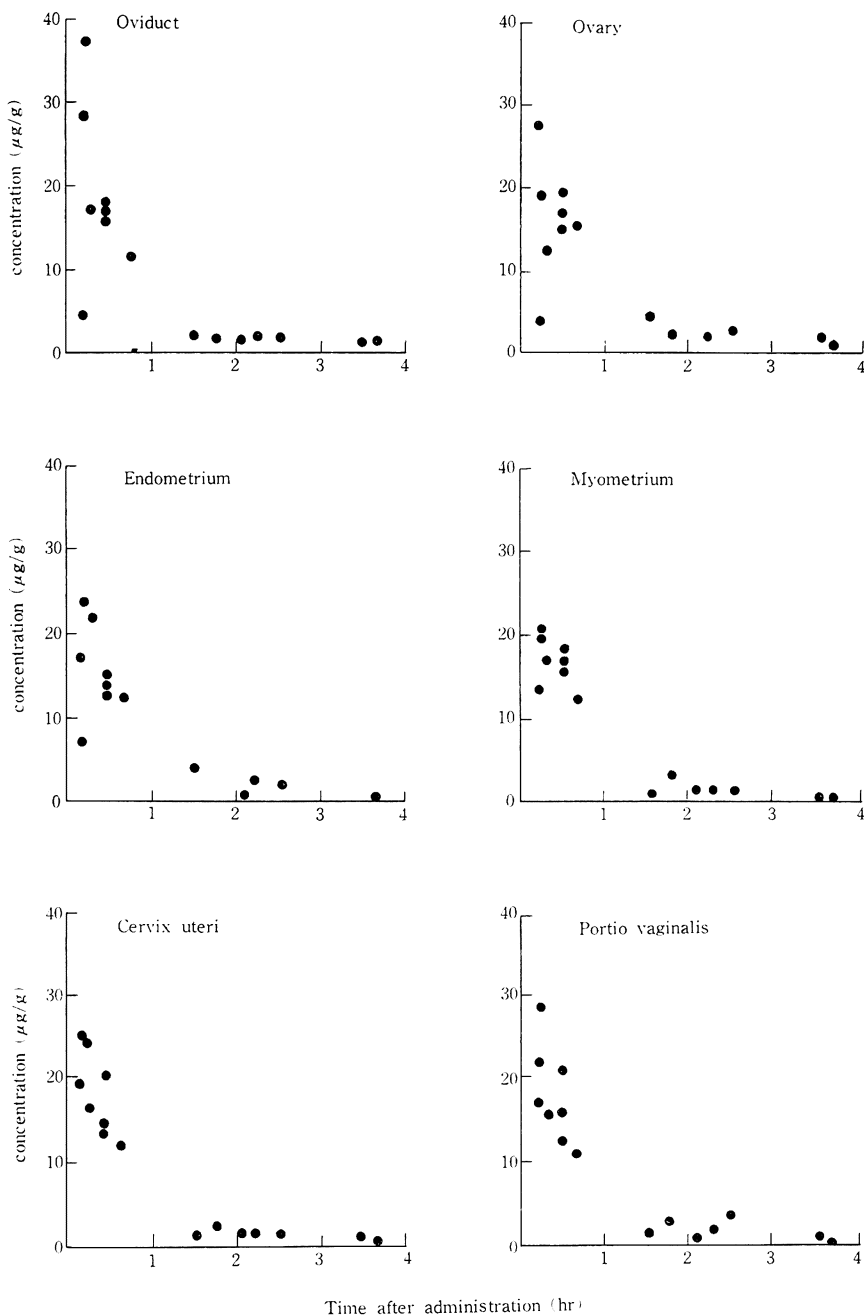 Oviduct
40
30
20
10
0
1 2 3 4
concentration (μg/g)
Ovary
40
30
20
10
0
1 2 3 4
Endometrium
40
30
20
10
0
1 2 3 4
concentration (μg/g)
Myometrium
40
30
20
10
0
1 2 3 4
Cervix uteri
40
30
20
10
0
1 2 3 4
concentration (μg/g)
Portio vaginalis
40
30
20
10
0
1 2 3 4
Time after administration (hr)